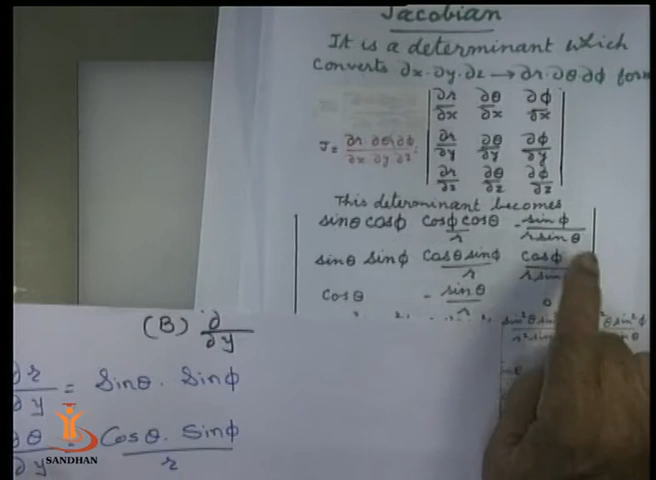 Jacobian
It is a determinant which
Converts ∂x·∂y·∂z → ∂r·∂θ·∂φ form
J = ∂r·∂θ·∂φ / ∂x ∂y ∂z = | ∂r/∂x ∂θ/∂x ∂φ/∂x |
| ∂r/∂y ∂θ/∂y ∂φ/∂y |
| ∂r/∂z ∂θ/∂z ∂φ/∂z |
This determinant becomes
| sinθ cosφ cosφ cosθ / r - sinφ / r sinθ |
sinθ sinφ cosθ sinφ / r cosφ / r sin
cosθ - sinθ / r 0
(B) ∂/∂y
∂r/∂y = sinθ · sinφ
∂θ/∂y cosθ · sinφ / r
SANDHAN